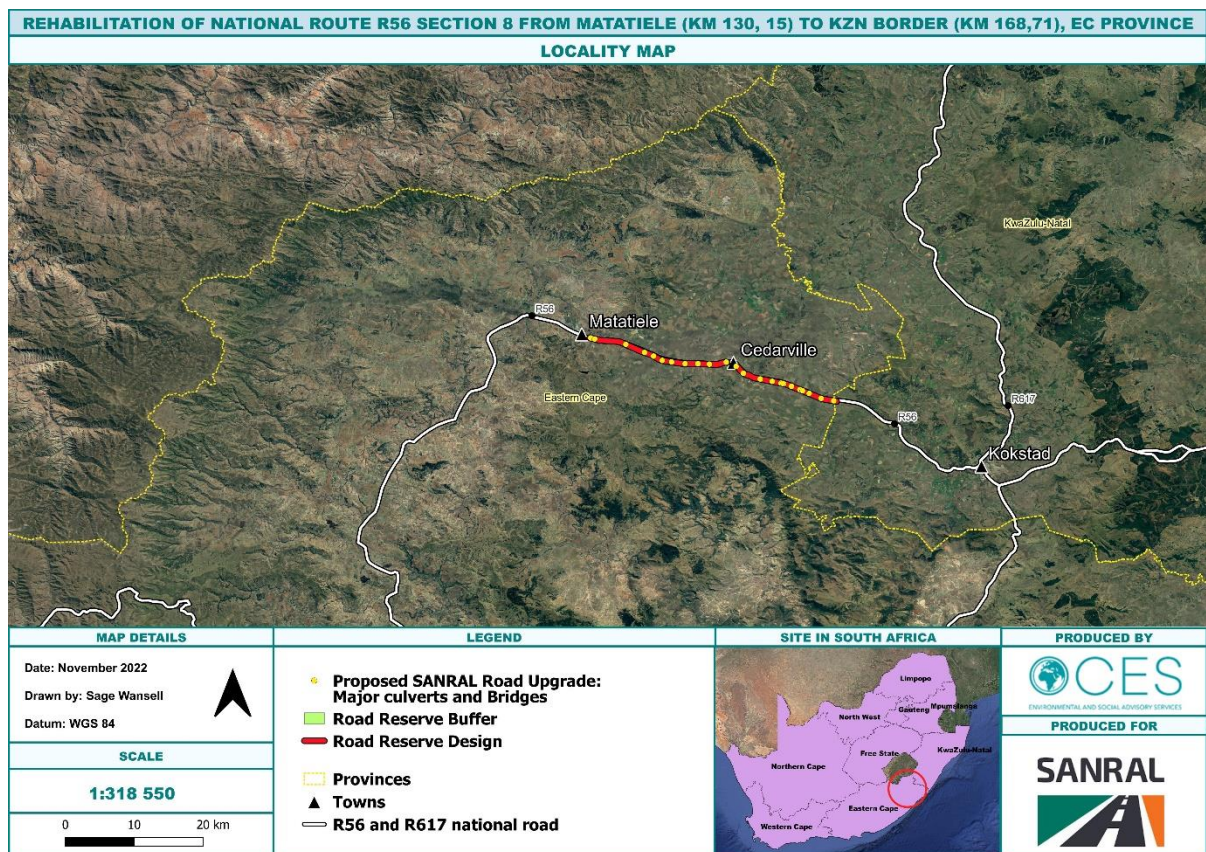 REHABILITATION OF NATIONAL ROUTE R56 SECTION 8 FROM MATATIELE (KM 130, 15) TO KZN BORDER (KM 168,71), EC PROVINCE
LOCALITY MAP
KwaZulu-Natal
R56
Matatiele
Cedarville
Eastern Cape
R617
R56
Kokstad
MAP DETAILS
Date: November 2022
Drawn by: Sage Wansell
Datum: WGS 84
SCALE
1:318 550
0 10 20 km
LEGEND
Proposed SANRAL Road Upgrade:
Major culverts and Bridges
Road Reserve Buffer
Road Reserve Design
Provinces
Towns
R56 and R617 national road
SITE IN SOUTH AFRICA
Limpopo
Gauteng
Mpumalanga
North West
Free State
KwaZulu-Natal
Northern Cape
Eastern Cape
Western Cape
PRODUCED BY
CES
ENVIRONMENTAL AND SOCIAL ADVISORY SERVICES
PRODUCED FOR
SANRAL